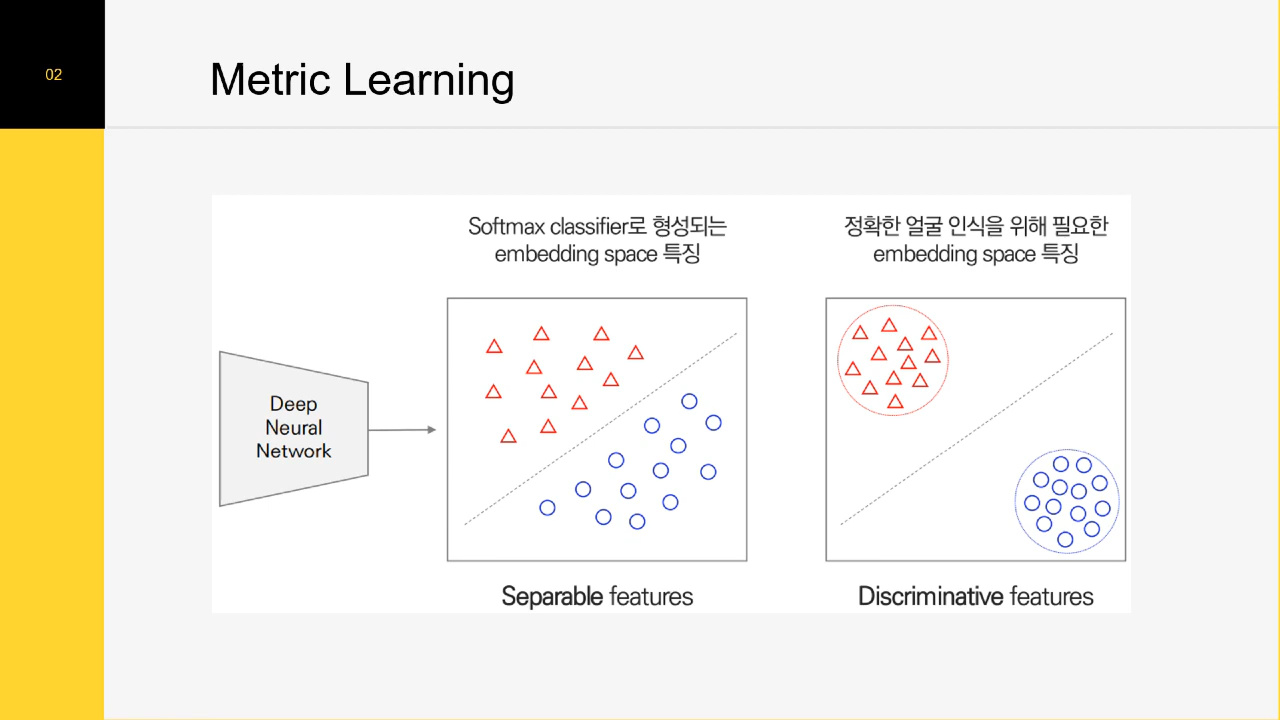 02
Metric Learning
Softmax classifier로 형성되는
embedding space 특징
정확한 얼굴 인식을 위해 필요한
embedding space 특징
Deep
Neural
Network
Separable features
Discriminative features